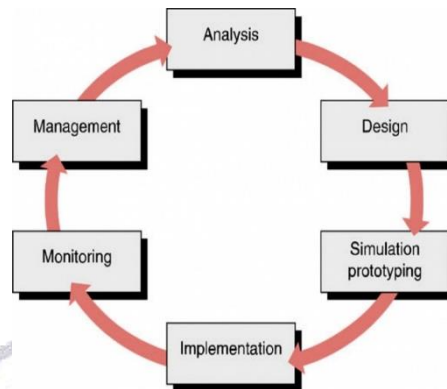 Analysis
Design
Simulation
prototyping
Implementation
Monitoring
Management